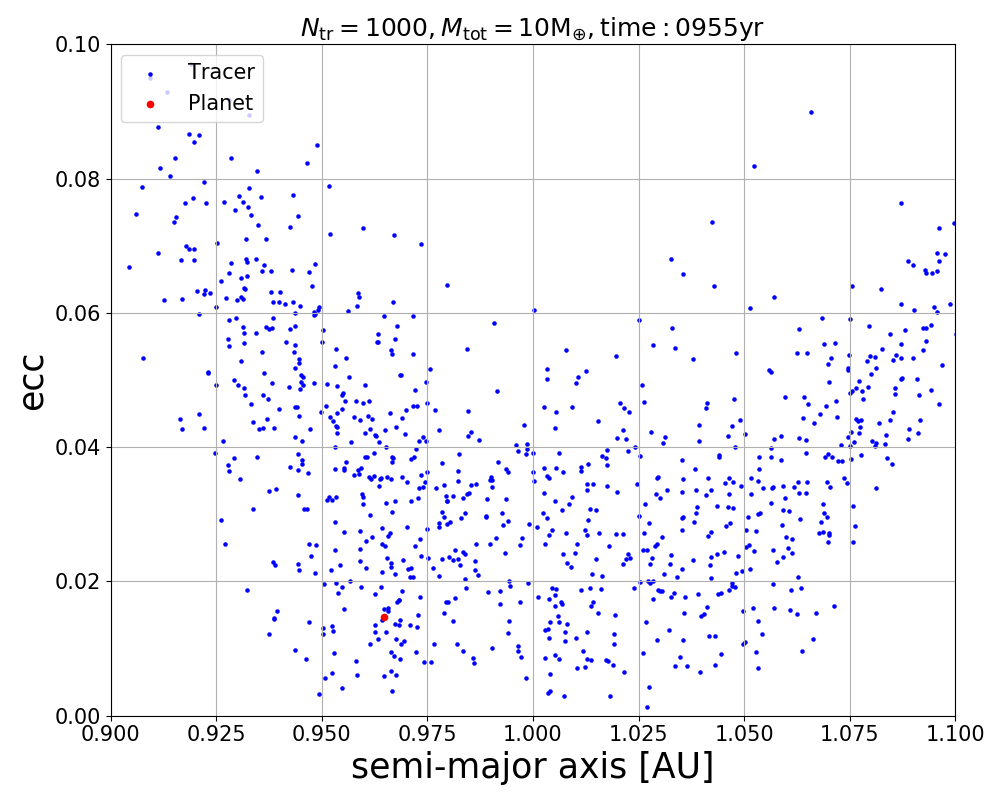 N_tr = 1000, M_tot = 10M_⊕, time : 0955yr
Tracer
Planet
ecc
0.10
0.08
0.06
0.04
0.02
0.00
0.900 0.925 0.950 0.975 1.000 1.025 1.050 1.075 1.100
semi-major axis [AU]